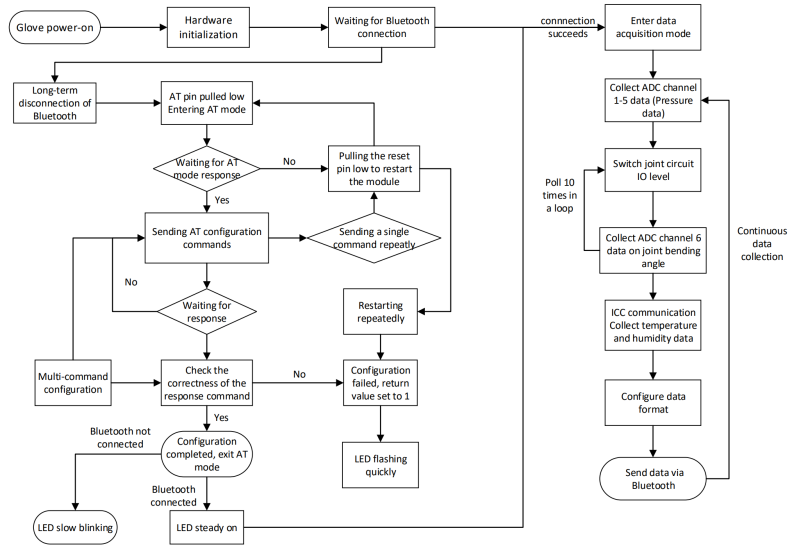 Glove power-on
Hardware
initialization
Waiting for Bluetooth
connection
connnection
succeeds
Enter data
acquisition mode
Long-term
disconnection of
Bluetooth
AT pin pulled low
Entering AT mode
Collect ADC channel
1-5 data (Pressure
data)
Waiting for AT
mode response
No
Pulling the reset
pin low to restart
the module
Switch joint circuit
IO level
Poll 10
times in
a loop
Yes
Sending AT configuration
commands
Sending a single
command repeatly
Collect ADC channel 6
data on joint bending
angle
Continuous
data
collection
No
Waiting for
response
Restarting
repeatedly
ICC communication
Collect temperature
and humidity data
Multi-command
configuration
Check the
correctness of the
response command
No
Configuration
failed, return
value set to 1
Configure data
format
Yes
Bluetooth not
connected
Configuration
completed, exit AT
mode
LED flashing
quickly
Send data via
Bluetooth
Bluetooth
connected
LED slow blinking
LED steady on